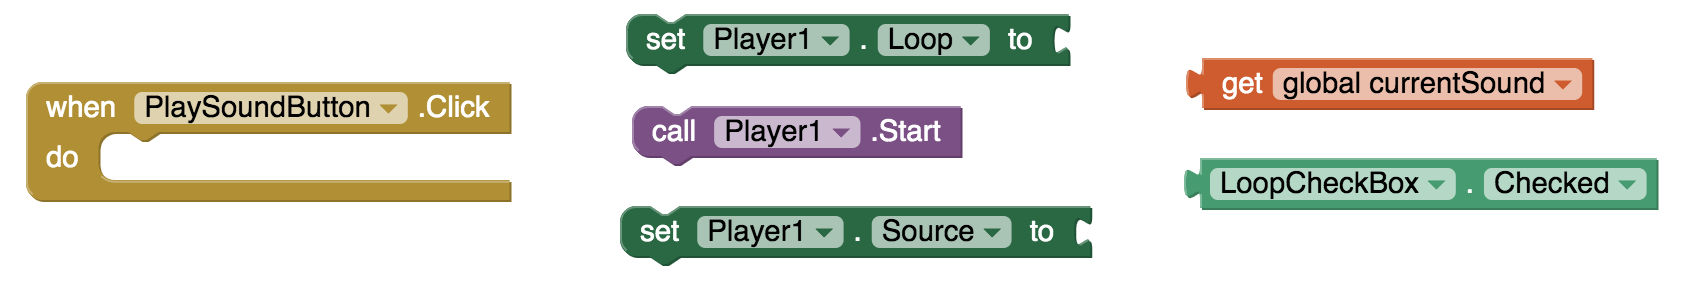 when PlaySoundButton .Click
do
set Player1 . Loop to
call Player1 .Start
set Player1 . Source to
get global currentSound
LoopCheckBox . Checked